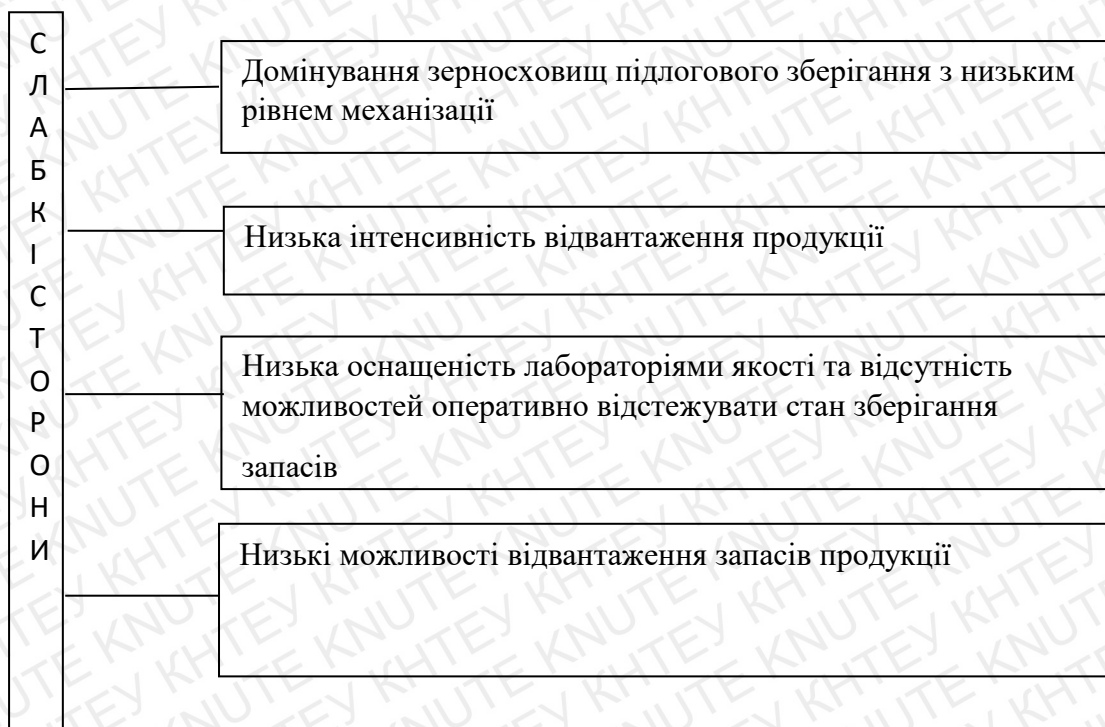 С
Л
А
Б
К
І
С
Т
О
Р
О
Н
И
Домінування зерносховищ підлогового зберігання з низьким
рівнем механізації
Низька інтенсивність відвантаження продукції
Низька оснащеність лабораторіями якості та відсутність
можливостей оперативно відстежувати стан зберігання
запасів
Низькі можливості відвантаження запасів продукції